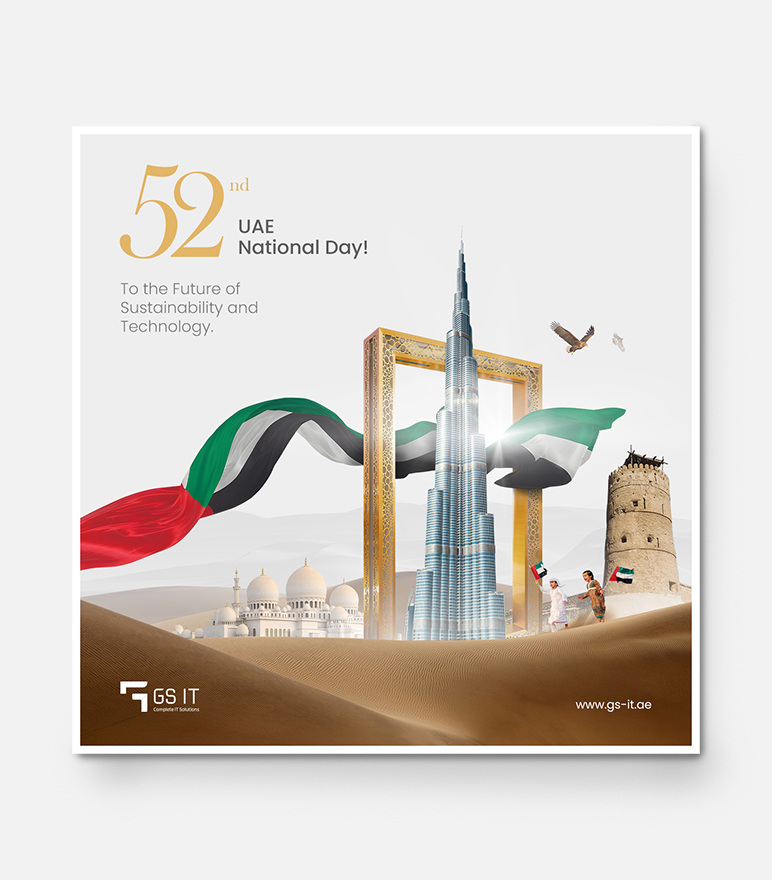 52nd
UAE
National Day!
To the Future of
Sustainability and
Technology.
GS IT
Complete IT Solutions
www.gs-it.ae